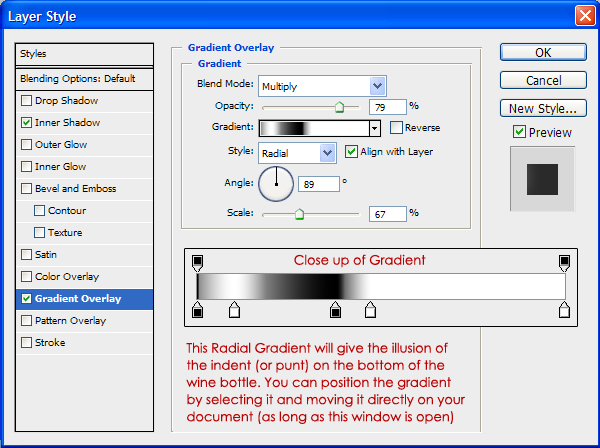 Layer Style
Styles
Blending Options: Default
Drop Shadow
Inner Shadow
Outer Glow
Inner Glow
Bevel and Emboss
Contour
Texture
Satin
Color Overlay
Gradient Overlay
Pattern Overlay
Stroke
Gradient Overlay
Gradient
Blend Mode: Multiply
Opacity: 79 %
Gradient: Reverse
Style: Radial Align with Layer
Angle: 89 °
Scale: 67 %
OK
Cancel
New Style...
Preview
Close up of Gradient
This Radial Gradient will give the illusion of
the indent (or punt) on the bottom of the
wine bottle. You can position the gradient
by selecting it and moving it directly on your
document (as long as this window is open)